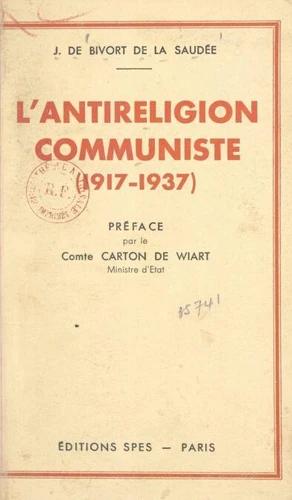 J. DE BIVORT DE LA SAUDÉE
L'ANTIRELIGION
COMMUNISTE
(1917-1937)
R.F.
PRÉFACE
par le
Comte CARTON DE WIART
Ministre d'Etat
85741
ÉDITIONS SPES — PARIS